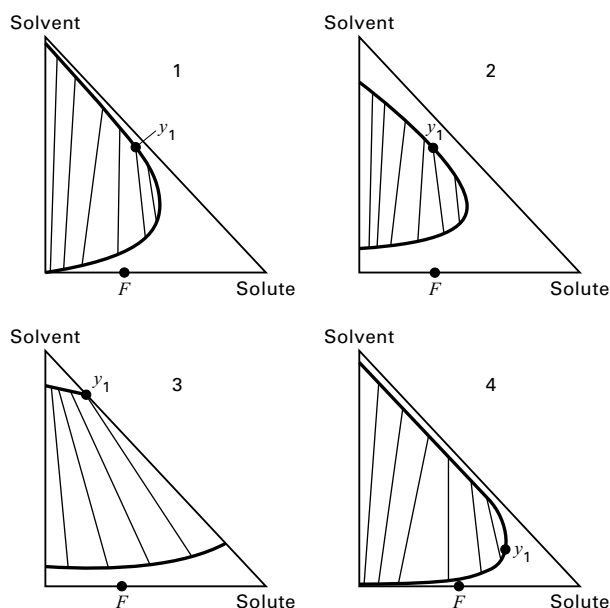 Solvent
1
y₁
F
Solute
Solvent
2
y₁
F
Solute
Solvent
3
y₁
F
Solute
Solvent
4
y₁
F
Solute